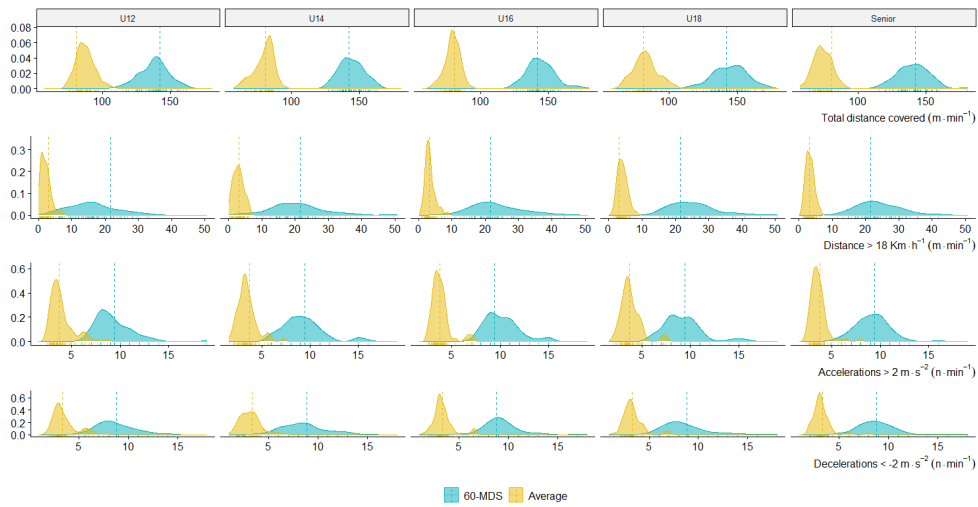 U12 U14 U16 U18 Senior
0.08
0.06
0.04
0.02
0.00
100 150 100 150 100 150 100 150 100 150
Total distance covered (m·min⁻¹)
0.3
0.2
0.1
0.0
0 10 20 30 40 50 0 10 20 30 40 50 0 10 20 30 40 50 0 10 20 30 40 50 0 10 20 30 40 50
Distance > 18 Km·h⁻¹ (m·min⁻¹)
0.6
0.4
0.2
0.0
5 10 15 5 10 15 5 10 15 5 10 15 5 10 15
Accelerations > 2 m·s⁻² (n·min⁻¹)
0.6
0.4
0.2
0.0
5 10 15 5 10 15 5 10 15 5 10 15 5 10 15
Decelerations < -2 m·s⁻² (n·min⁻¹)
60-MDS Average